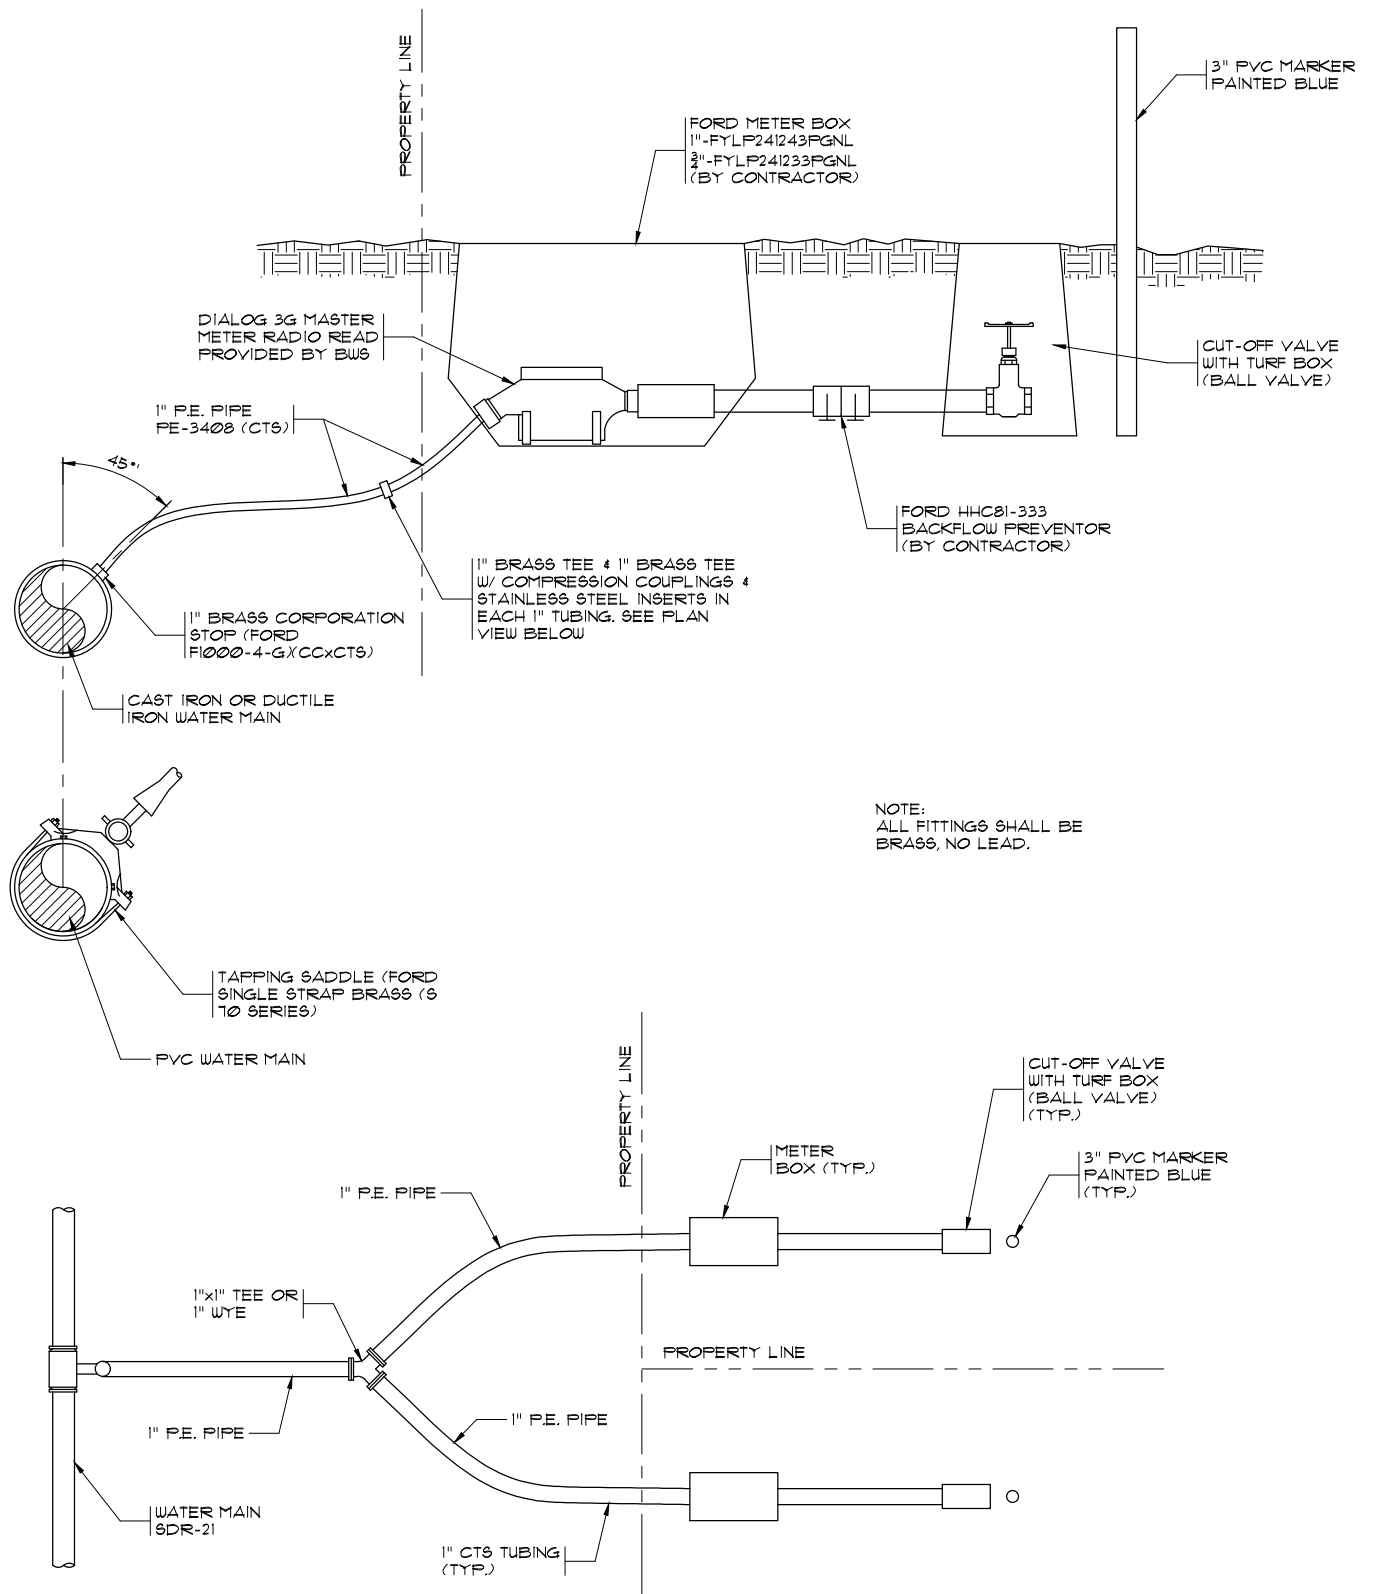 PROPERTY LINE
3" PVC MARKER
PAINTED BLUE
FORD METER BOX
1"-FYLP241243PGNL
3/4"-FYLP241233PGNL
(BY CONTRACTOR)
DIALOG 3G MASTER
METER RADIO READ
PROVIDED BY BWS
CUT-OFF VALVE
WITH TURF BOX
(BALL VALVE)
1" P.E. PIPE
PE-3408 (CTS)
45°'
FORD HHC81-333
BACKFLOW PREVENTOR
(BY CONTRACTOR)
1" BRASS TEE & 1" BRASS TEE
W/ COMPRESSION COUPLINGS &
STAINLESS STEEL INSERTS IN
EACH 1" TUBING. SEE PLAN
VIEW BELOW
1" BRASS CORPORATION
STOP (FORD
F1000-4-G)(CCxCTS)
CAST IRON OR DUCTILE
IRON WATER MAIN
NOTE:
ALL FITTINGS SHALL BE
BRASS, NO LEAD.
TAPPING SADDLE (FORD
SINGLE STRAP BRASS (S
70 SERIES)
PVC WATER MAIN
PROPERTY LINE
CUT-OFF VALVE
WITH TURF BOX
(BALL VALVE)
(TYP.)
METER
BOX (TYP.)
3" PVC MARKER
PAINTED BLUE
(TYP.)
1" P.E. PIPE
1"x1" TEE OR
1" WYE
PROPERTY LINE
1" P.E. PIPE
1" P.E. PIPE
WATER MAIN
SDR-21
1" CTS TUBING
(TYP.)